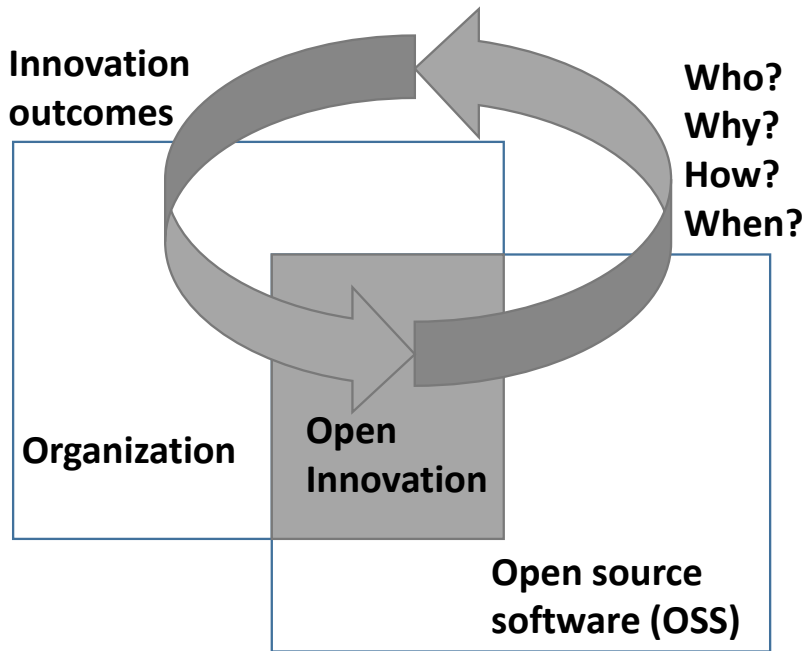 Innovation
outcomes
Who?
Why?
How?
When?
Organization
Open
Innovation
Open source
software (OSS)